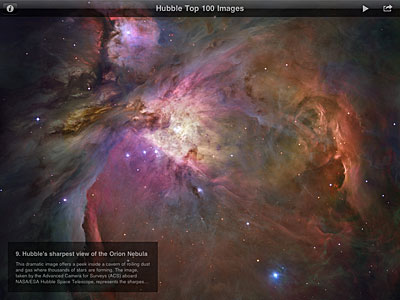 Hubble Top 100 Images
9. Hubble's sharpest view of the Orion Nebula
This dramatic image offers a peek inside a cavern of roiling dust
and gas where thousands of stars are forming. The image,
taken by the Advanced Camera for Surveys (ACS) aboard
NASA/ESA Hubble Space Telescope, represents the sharpes...